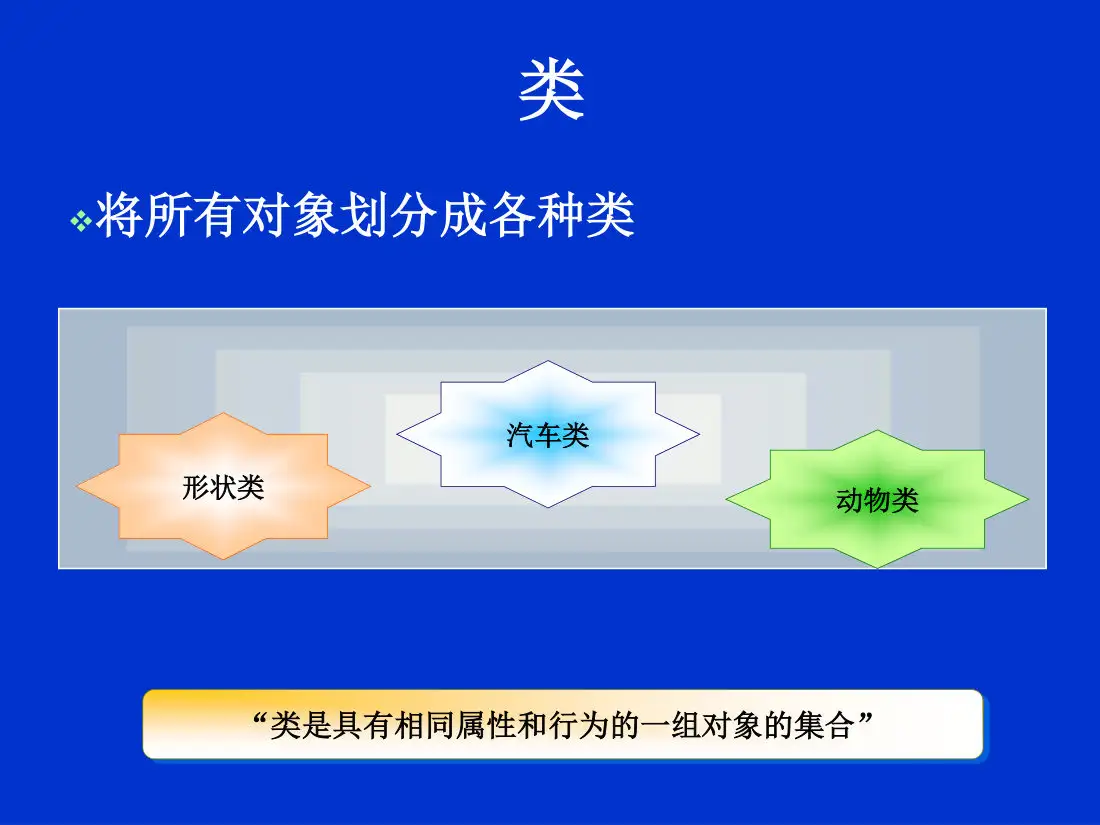 类
将所有对象划分成各种类
汽车类
形状类
动物类
“类是具有相同属性和行为的一组对象的集合”